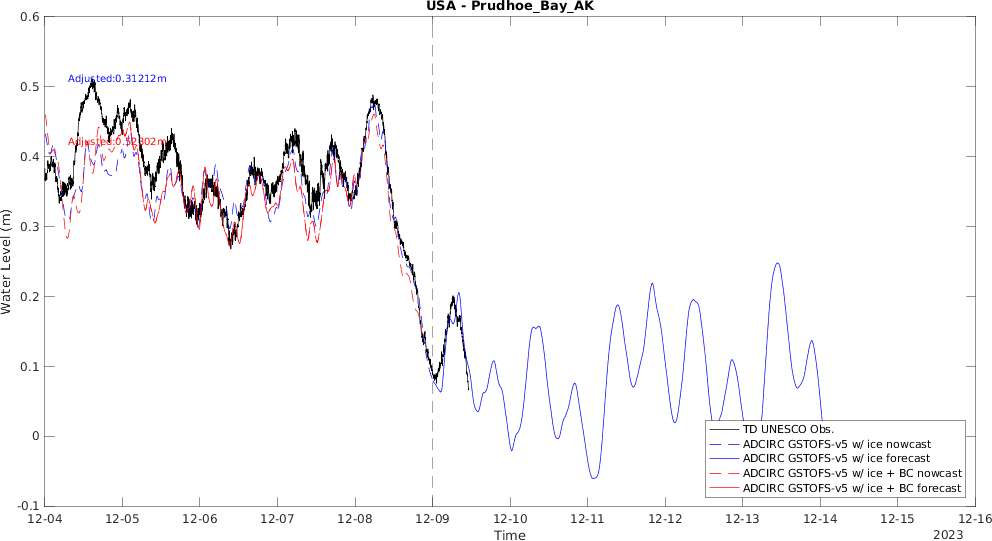 USA - Prudhoe_Bay_AK
0.6
0.5
0.4
0.3
0.2
0.1
0
-0.1
Water Level (m)
Adjusted:0.31212m
TD UNESCO Obs.
ADCIRC GSTOFS-v5 w/ ice nowcast
ADCIRC GSTOFS-v5 w/ ice forecast
ADCIRC GSTOFS-v5 w/ ice + BC nowcast
ADCIRC GSTOFS-v5 w/ ice + BC forecast
12-04 12-05 12-06 12-07 12-08 12-09 12-10 12-11 12-12 12-13 12-14 12-15 12-16
Time
2023